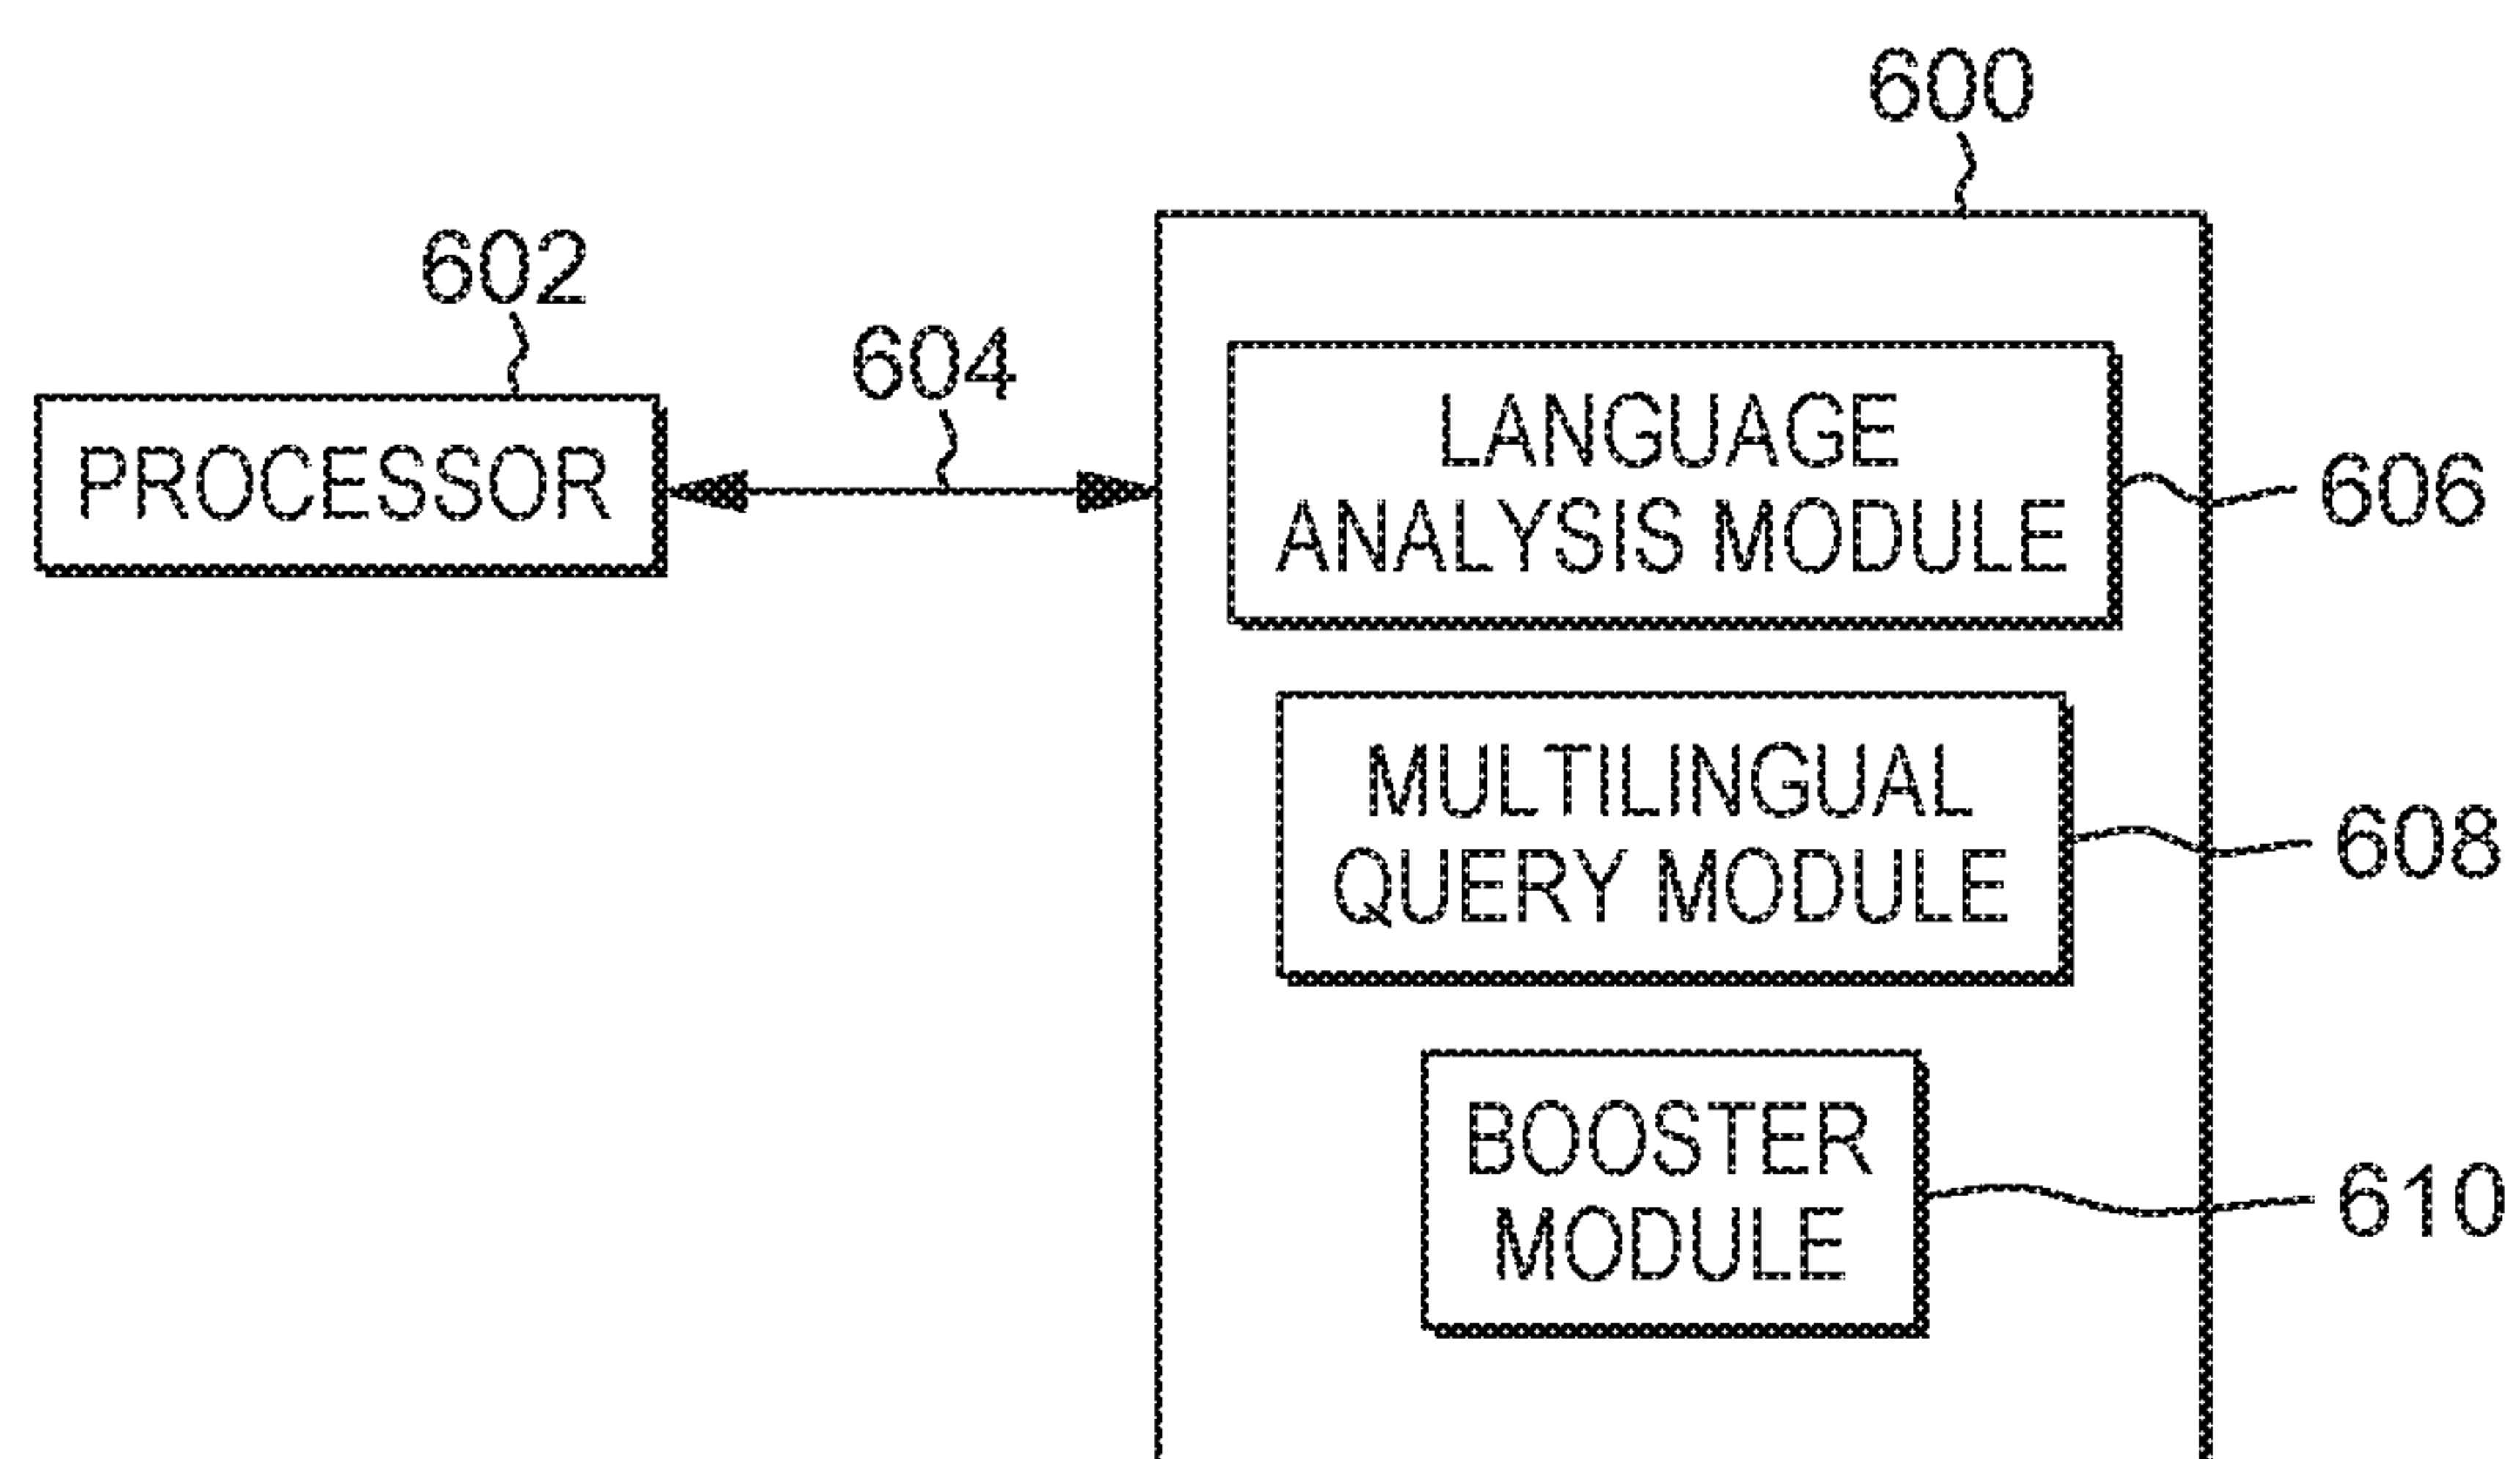 600
602
604
PROCESSOR
LANGUAGE
ANALYSIS MODULE
606
MULTILINGUAL
QUERY MODULE
608
BOOSTER
MODULE
610